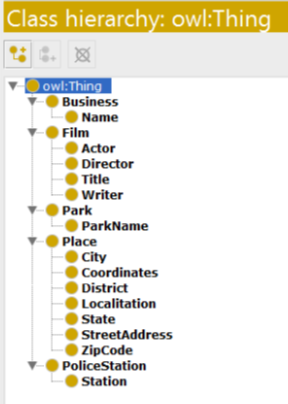 Class hierarchy: owl:Thing
owl:Thing
Business
Name
Film
Actor
Director
Title
Writer
Park
ParkName
Place
City
Coordinates
District
Localitation
State
StreetAddress
ZipCode
PoliceStation
Station